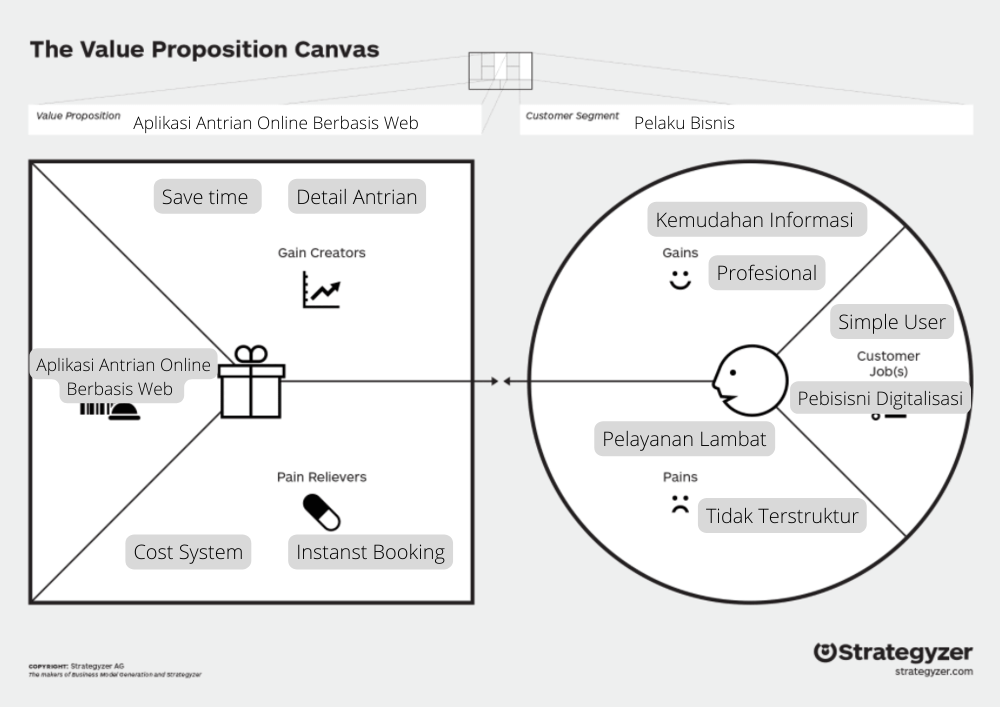 The Value Proposition Canvas
Value Proposition
Aplikasi Antrian Online Berbasis Web
Customer Segment
Pelaku Bisnis
Save time
Detail Antrian
Gain Creators
Aplikasi Antrian Online
Berbasis Web
Pain Relievers
Cost System
Instanst Booking
Kemudahan Informasi
Gains
Profesional
Simple User
Customer
Job(s)
Pebisisni Digitalisasi
Pelayanan Lambat
Pains
Tidak Terstruktur
COPYRIGHT: Strategyzer AG
The makers of Business Model Generation and Strategyzer
Strategyzer
strategyzer.com